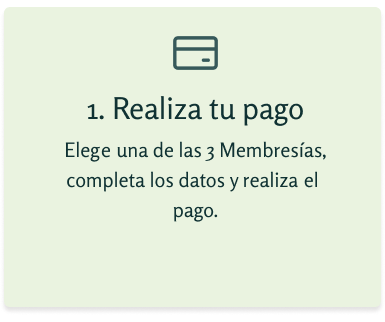 1. Realiza tu pago
Elege una de las 3 Membresías,
completa los datos y realiza el
pago.